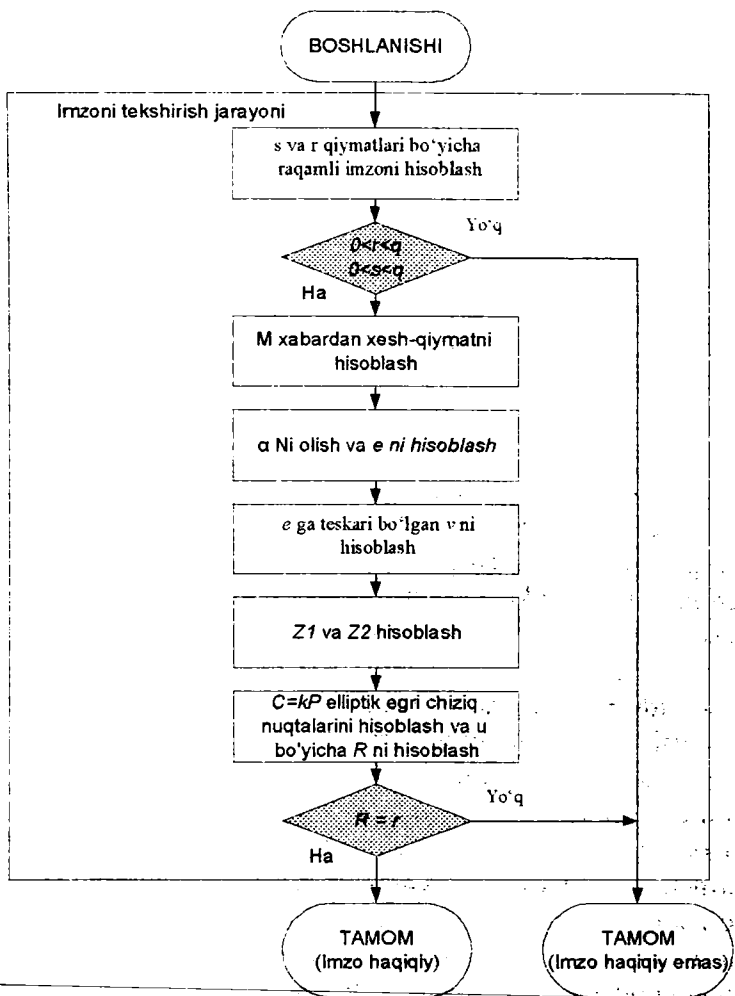 BOSHLANISHI
Imzoni tekshirish jarayoni
s va r qiymatlari bo‘yicha
raqamli imzoni hisoblash
Yo‘q
0<r<q
0<s<q
Ha
M xabardan xesh-qiymatni
hisoblash
α Ni olish va e ni hisoblash
e ga teskari bo‘lgan v ni
hisoblash
Z1 va Z2 hisoblash
C=kP elliptik egri chiziq
nuqtalarini hisoblash va u
bo'yicha R ni hisoblash
Yo‘q
R = r
Ha
TAMOM
(Imzo haqiqiy)
TAMOM
(Imzo haqiqiy emas)